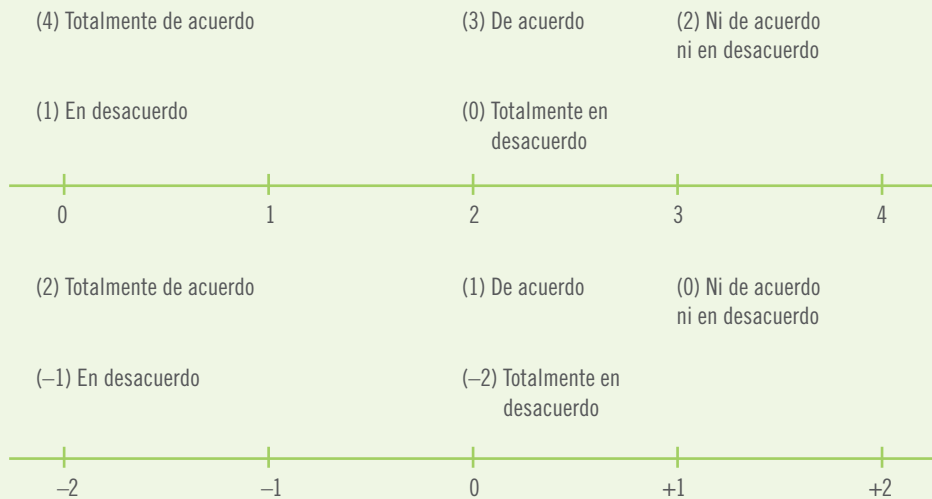 (4) Totalmente de acuerdo (3) De acuerdo (2) Ni de acuerdo
ni en desacuerdo
(1) En desacuerdo (0) Totalmente en
desacuerdo
0 1 2 3 4
(2) Totalmente de acuerdo (1) De acuerdo (0) Ni de acuerdo
ni en desacuerdo
(–1) En desacuerdo (–2) Totalmente en
desacuerdo
–2 –1 0 +1 +2